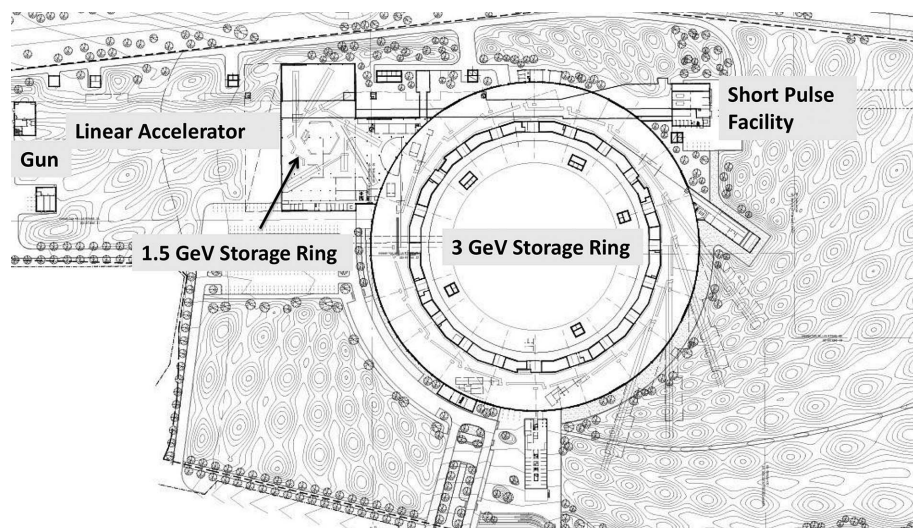 Short Pulse
Facility
Linear Accelerator
Gun
1.5 GeV Storage Ring
3 GeV Storage Ring